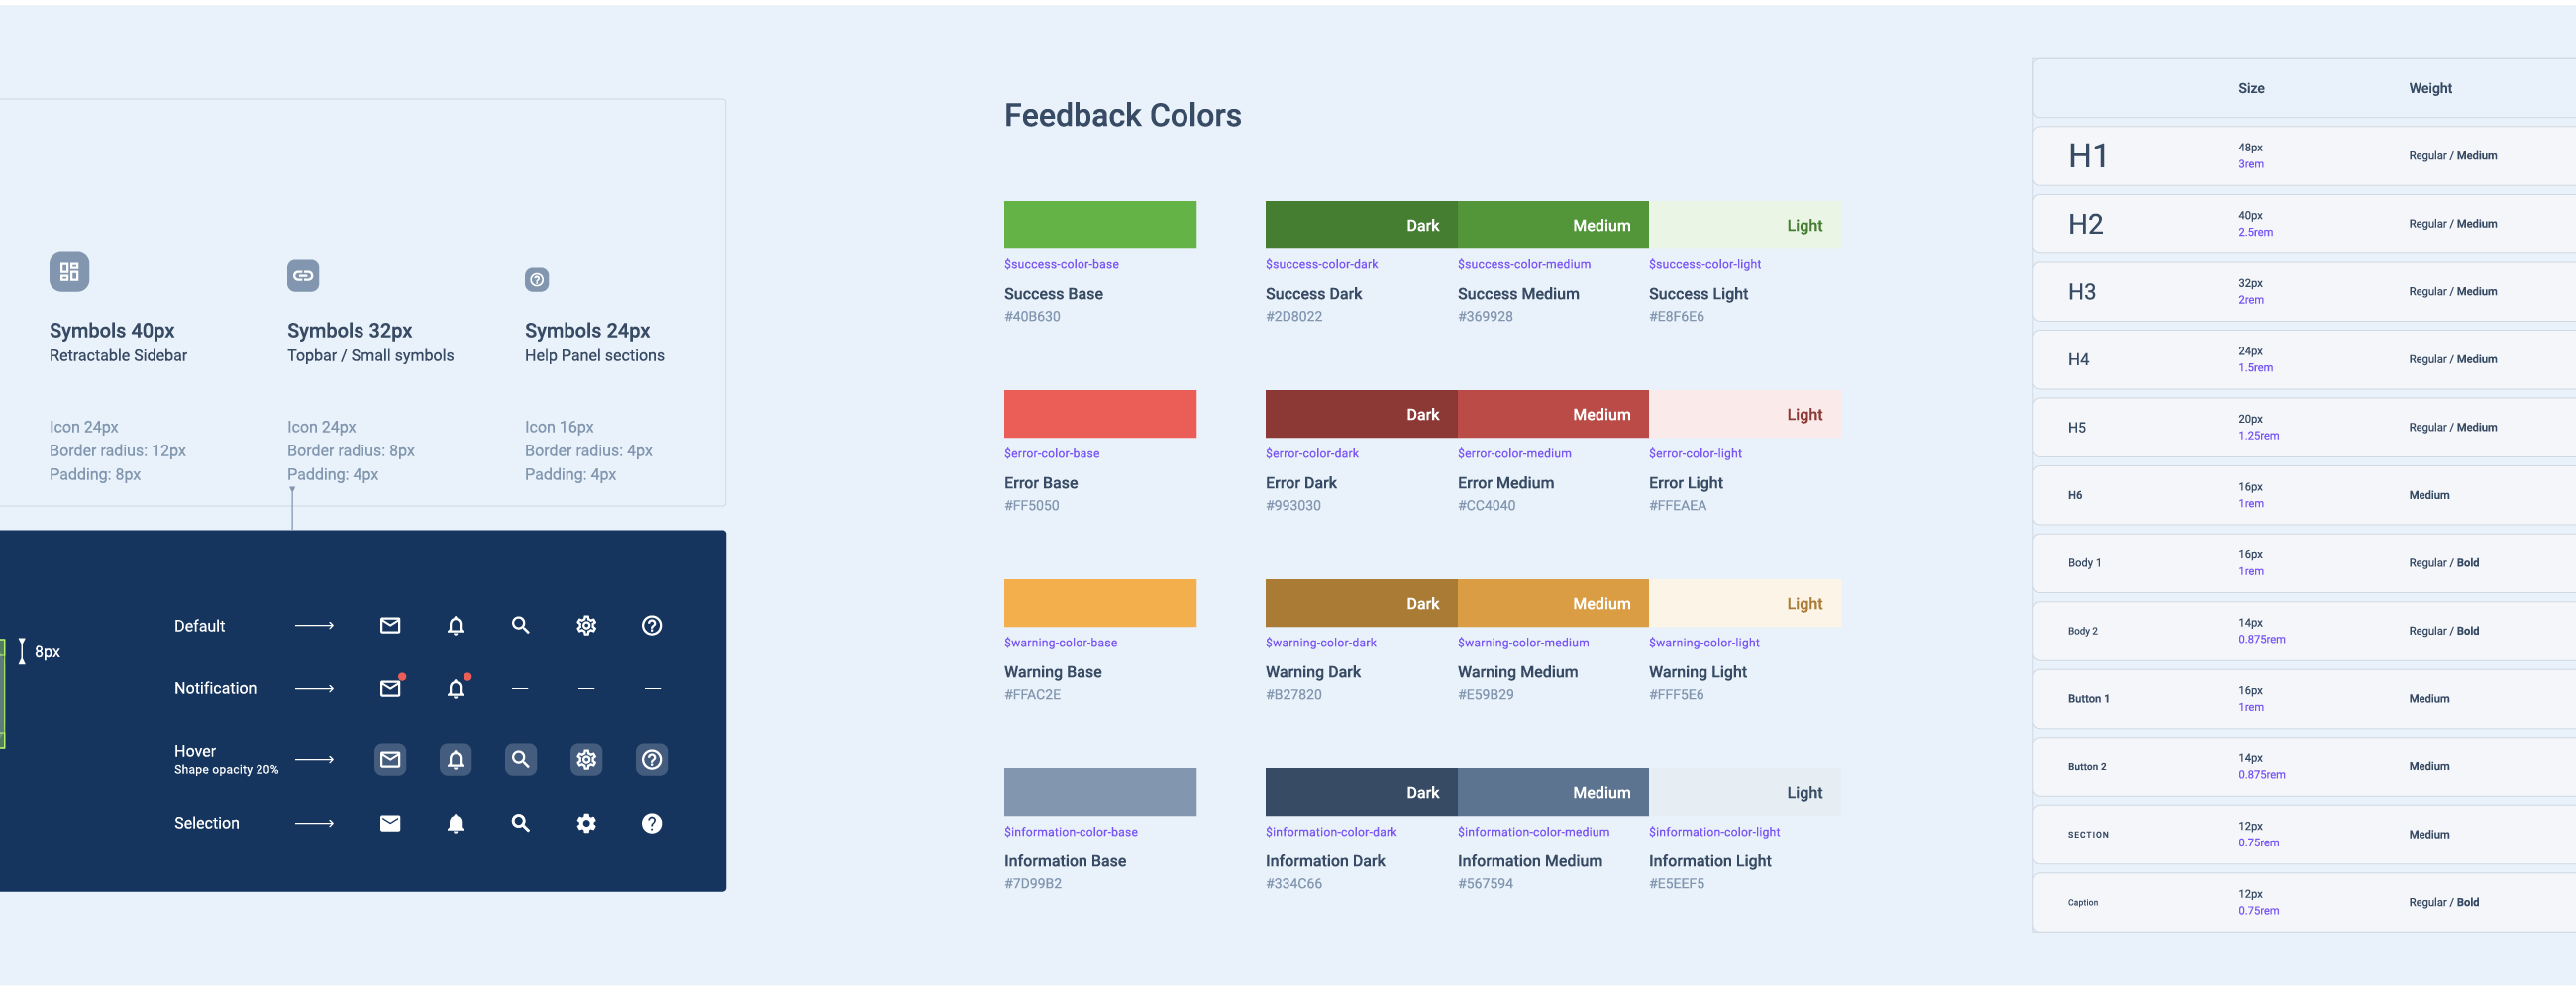 Symbols 40px
Retractable Sidebar
Icon 24px
Border radius: 12px
Padding: 8px
Symbols 32px
Topbar / Small symbols
Icon 24px
Border radius: 8px
Padding: 4px
Symbols 24px
Help Panel sections
Icon 16px
Border radius: 4px
Padding: 4px
8px
Default
Notification
Hover
Shape opacity 20%
Selection
Feedback Colors
Dark
Medium
Light
$success-color-base
$success-color-dark
$success-color-medium
$success-color-light
Success Base
Success Dark
Success Medium
Success Light
#40B630
#2D8022
#369928
#E8F6E6
Dark
Medium
Light
$error-color-base
$error-color-dark
$error-color-medium
$error-color-light
Error Base
Error Dark
Error Medium
Error Light
#FF5050
#993030
#CC4040
#FFEAEA
Dark
Medium
Light
$warning-color-base
$warning-color-dark
$warning-color-medium
$warning-color-light
Warning Base
Warning Dark
Warning Medium
Warning Light
#FFAC2E
#B27820
#E59B29
#FFF5E6
Dark
Medium
Light
$information-color-base
$information-color-dark
$information-color-medium
$information-color-light
Information Base
Information Dark
Information Medium
Information Light
#7D99B2
#334C66
#567594
#E5EEF5
Size
Weight
H1
48px
3rem
Regular / Medium
H2
40px
2.5rem
Regular / Medium
H3
32px
2rem
Regular / Medium
H4
24px
1.5rem
Regular / Medium
H5
20px
1.25rem
Regular / Medium
H6
16px
1rem
Medium
Body 1
16px
1rem
Regular / Bold
Body 2
14px
0.875rem
Regular / Bold
Button 1
16px
1rem
Medium
Button 2
14px
0.875rem
Medium
SECTION
12px
0.75rem
Medium
Caption
12px
0.75rem
Regular / Bold